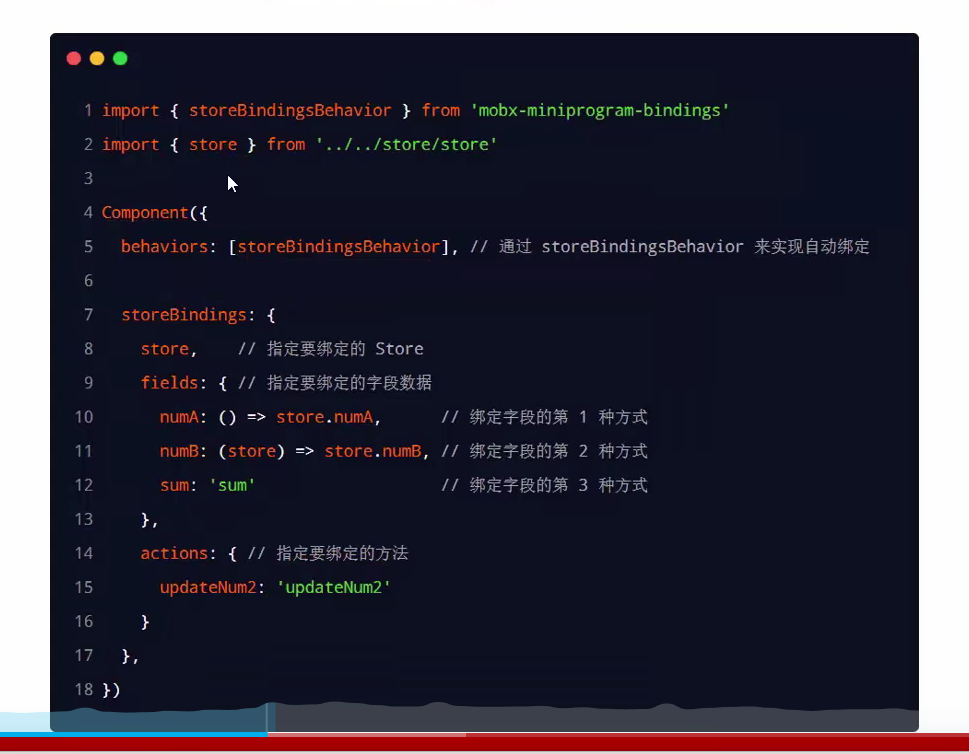 1 import { storeBindingsBehavior } from 'mobx-miniprogram-bindings'
2 import { store } from '../../store/store'
3
4 Component({
5   behaviors: [storeBindingsBehavior], // 通过 storeBindingsBehavior 来实现自动绑定
6
7   storeBindings: {
8     store,    // 指定要绑定的 Store
9     fields: { // 指定要绑定的字段数据
10       numA: () => store.numA,      // 绑定字段的第 1 种方式
11       numB: (store) => store.numB, // 绑定字段的第 2 种方式
12       sum: 'sum'                   // 绑定字段的第 3 种方式
13     },
14     actions: { // 指定要绑定的方法
15       updateNum2: 'updateNum2'
16     }
17   },
18 })